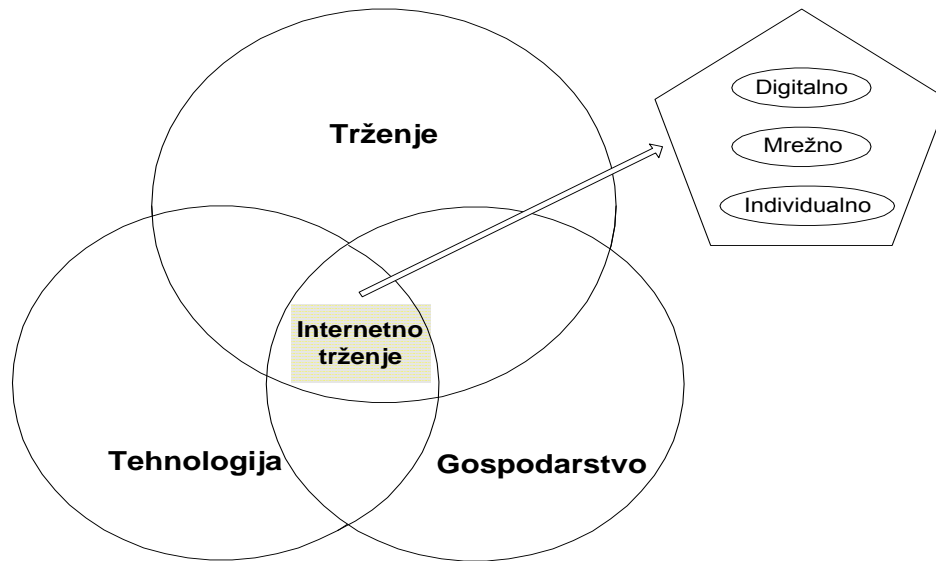 Trženje
Digitalno
Mrežno
Individualno
Internetno
trženje
Tehnologija
Gospodarstvo